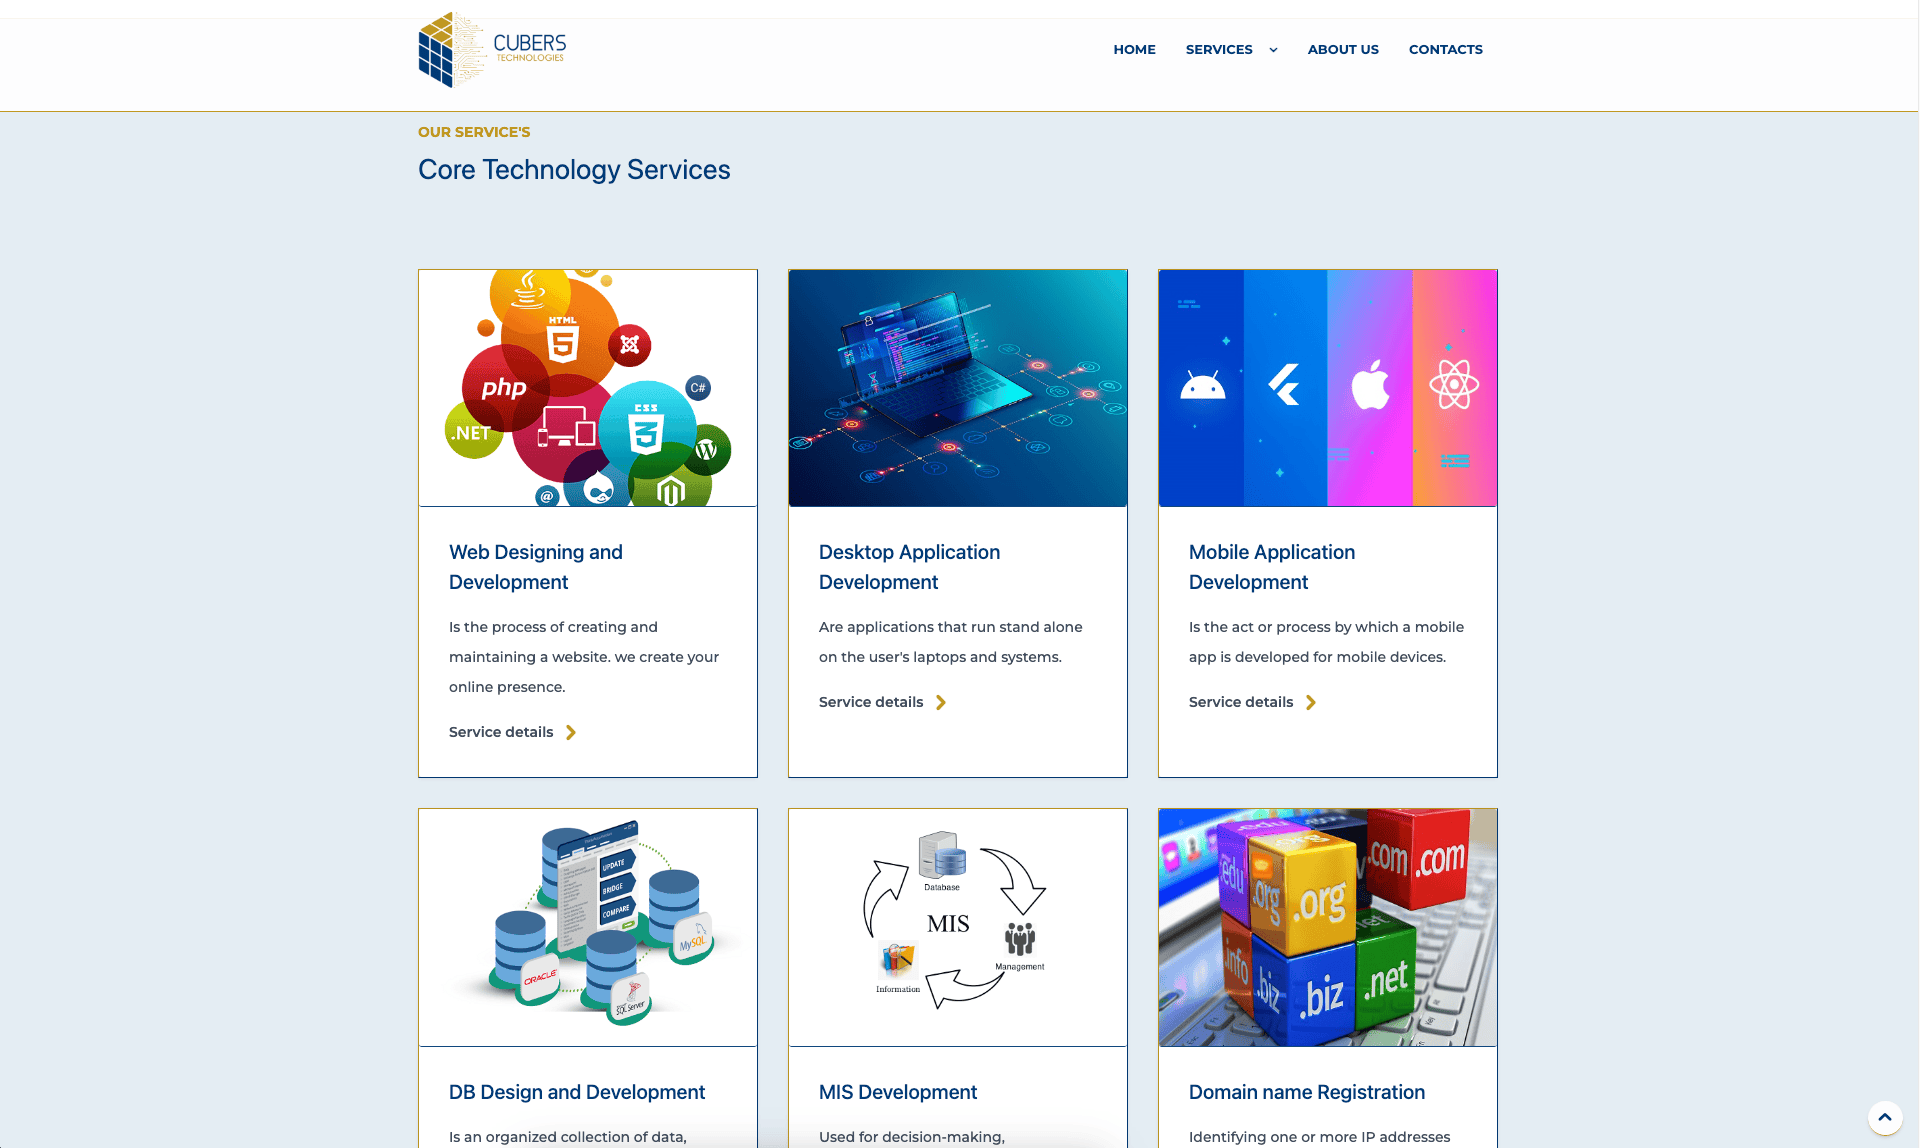 CUBERS
TECHNOLOGIES
HOME
SERVICES
ABOUT US
CONTACTS
OUR SERVICE'S
Core Technology Services
HTML
5
php
C#
CSS
3
.NET
@
Web Designing and
Development
Is the process of creating and
maintaining a website. we create your
online presence.
Service details
Desktop Application
Development
Are applications that run stand alone
on the user's laptops and systems.
Service details
Mobile Application
Development
Is the act or process by which a mobile
app is developed for mobile devices.
Service details
UPDATE
BRIDGE
COMPARE
MySQL
ORACLE
SQL Server
DB Design and Development
Is an organized collection of data,
Database
MIS
Management
Information
MIS Development
Used for decision-making,
.edu
.org
.org
.com
.com
.info
.biz
.biz
.net
.net
Domain name Registration
Identifying one or more IP addresses